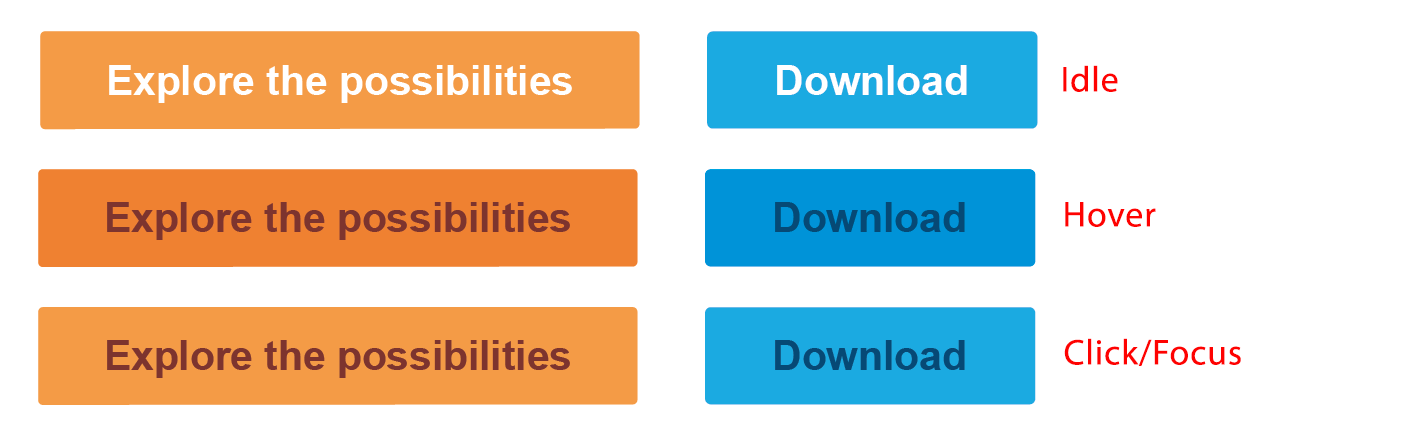 Explore the possibilities Download Idle
Explore the possibilities Download Hover
Explore the possibilities Download Click/Focus